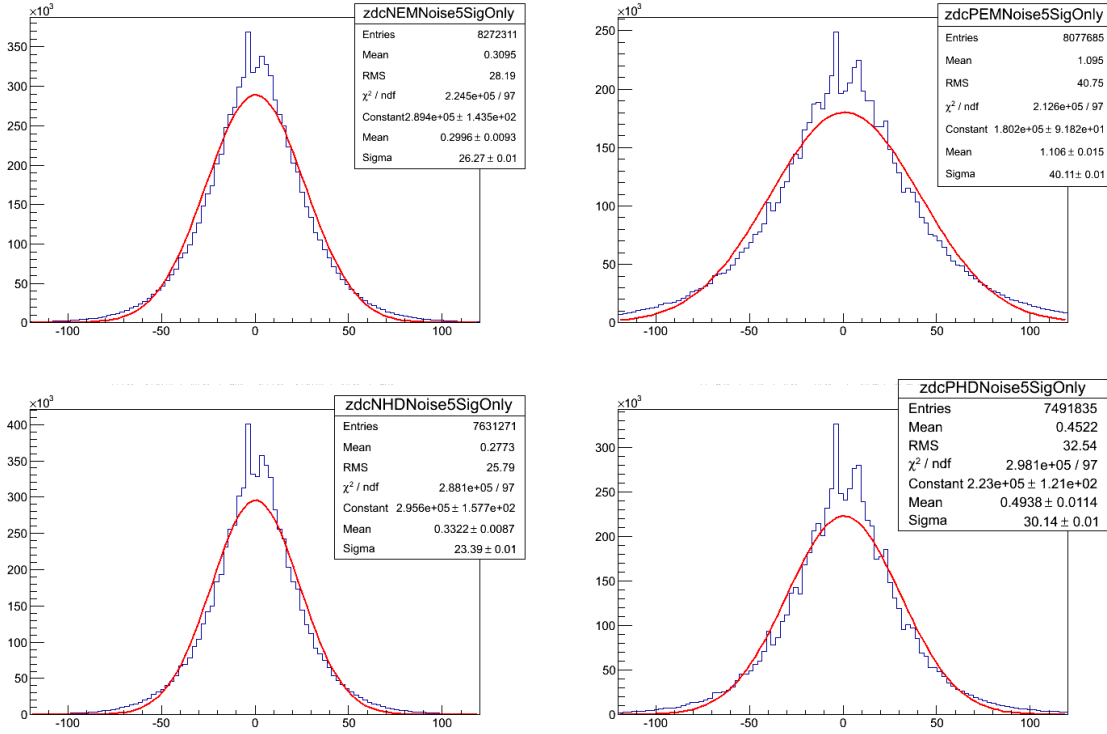 zdcNEMNoise5SigOnly
Entries 8272311
Mean 0.3095
RMS 28.19
χ² / ndf 2.245e+05 / 97
Constant 2.894e+05 ± 1.435e+02
Mean 0.2996 ± 0.0093
Sigma 26.27 ± 0.01
×10³
350
300
250
200
150
100
50
0
-100 -50 0 50 100
zdcPEMNoise5SigOnly
Entries 8077685
Mean 1.095
RMS 40.75
χ² / ndf 2.126e+05 / 97
Constant 1.802e+05 ± 9.182e+01
Mean 1.106 ± 0.015
Sigma 40.11 ± 0.01
×10³
250
200
150
100
50
0
-100 -50 0 50 100
zdcNHDNoise5SigOnly
Entries 7631271
Mean 0.2773
RMS 25.79
χ² / ndf 2.881e+05 / 97
Constant 2.956e+05 ± 1.577e+02
Mean 0.3322 ± 0.0087
Sigma 23.39 ± 0.01
×10³
400
350
300
250
200
150
100
50
0
-100 -50 0 50 100
zdcPHDNoise5SigOnly
Entries 7491835
Mean 0.4522
RMS 32.54
χ² / ndf 2.981e+05 / 97
Constant 2.23e+05 ± 1.21e+02
Mean 0.4938 ± 0.0114
Sigma 30.14 ± 0.01
×10³
300
250
200
150
100
50
0
-100 -50 0 50 100